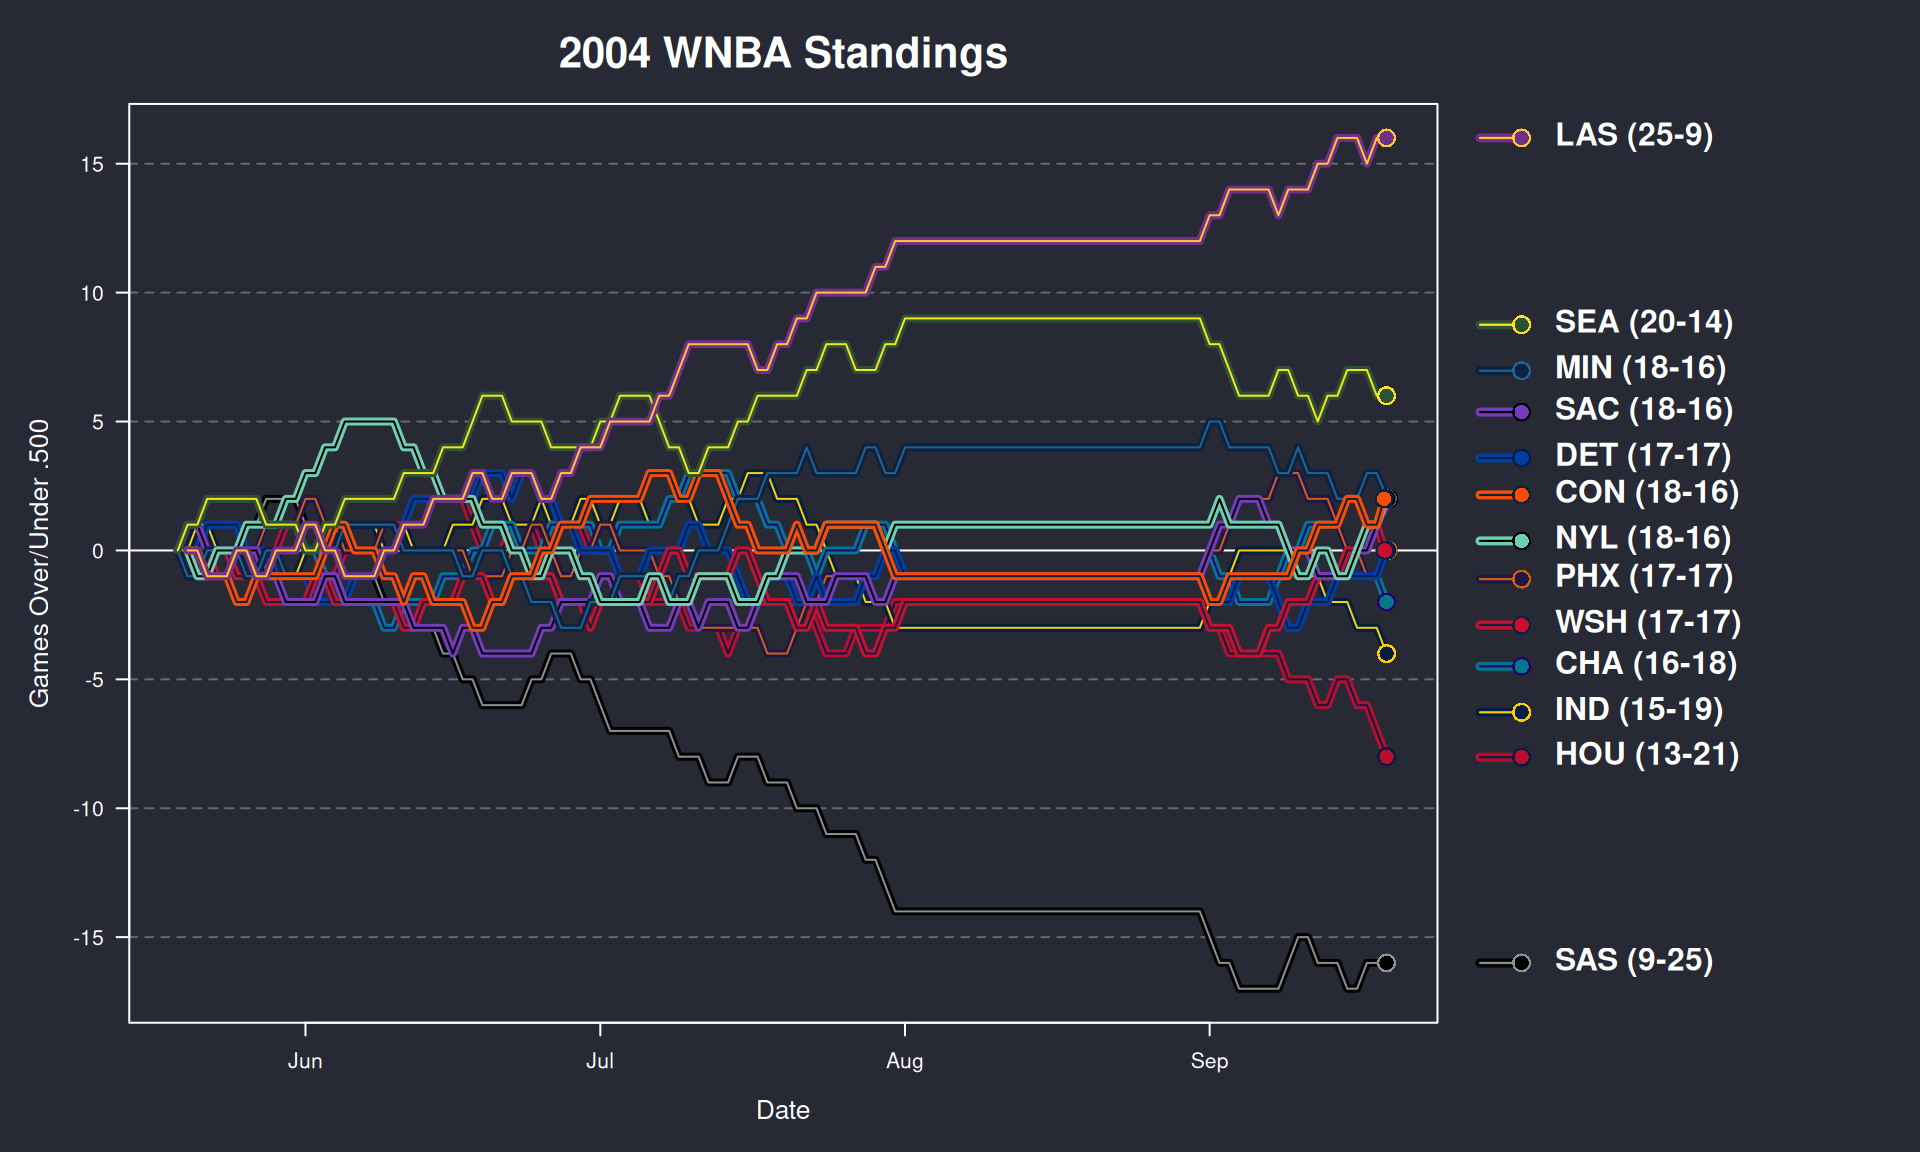 2004 WNBA Standings
Games Over/Under .500
15
10
5
0
-5
-10
-15
Jun
Jul
Aug
Sep
Date
LAS (25-9)
SEA (20-14)
MIN (18-16)
SAC (18-16)
DET (17-17)
CON (18-16)
NYL (18-16)
PHX (17-17)
WSH (17-17)
CHA (16-18)
IND (15-19)
HOU (13-21)
SAS (9-25)